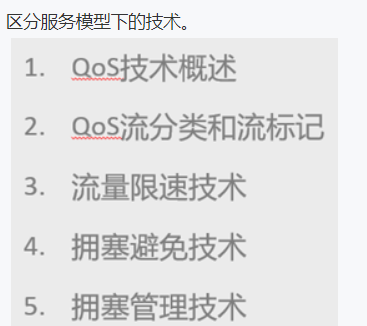 区分服务模型下的技术。
1. QoS技术概述
2. QoS流分类和流标记
3. 流量限速技术
4. 拥塞避免技术
5. 拥塞管理技术